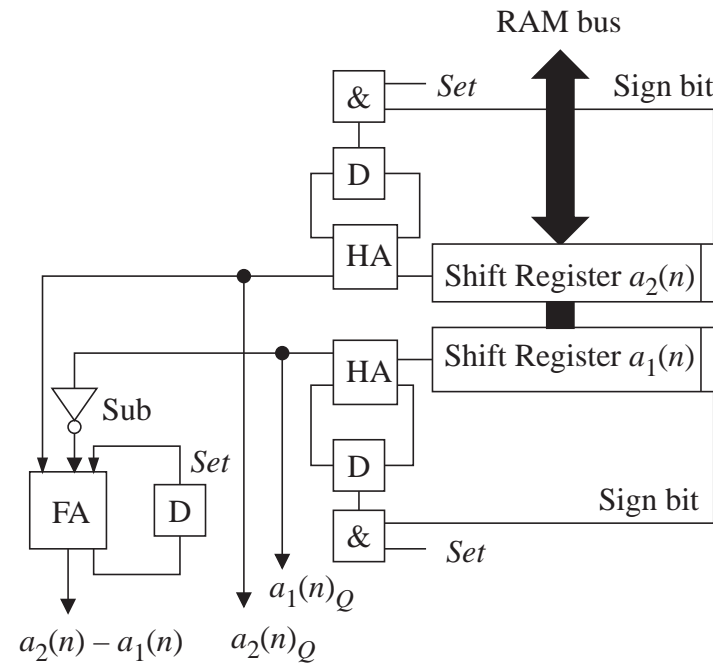 RAM bus
Set
Sign bit
&
D
HA
Shift Register a₂(n)
Shift Register a₁(n)
HA
Sub
Set
D
FA
D
Sign bit
&
Set
a₁(n)Q
a₂(n) – a₁(n)
a₂(n)Q